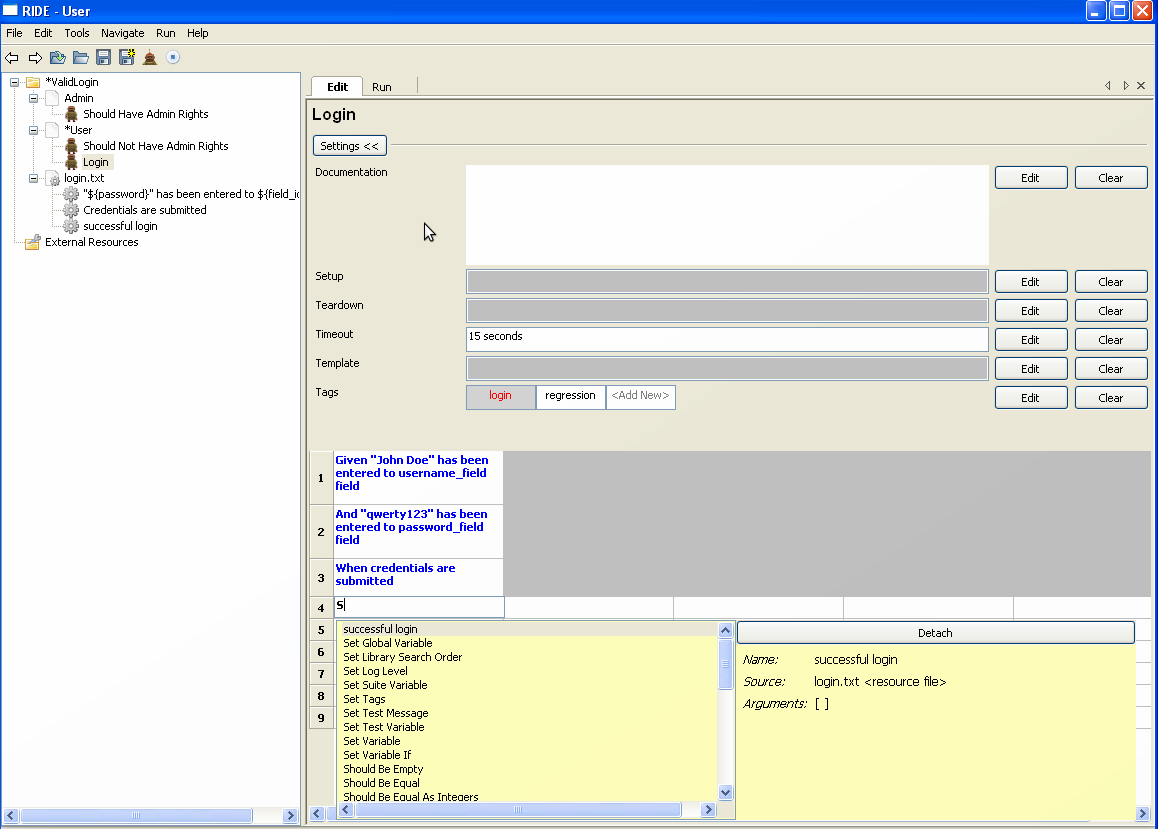 RIDE - User
File Edit Tools Navigate Run Help
*ValidLogin
Admin
Should Have Admin Rights
*User
Should Not Have Admin Rights
Login
login.txt
"${password}" has been entered to ${field_ic
Credentials are submitted
successful login
External Resources
Edit Run
Login
Settings <<
Documentation Edit Clear
Setup Edit Clear
Teardown Edit Clear
Timeout 15 seconds Edit Clear
Template Edit Clear
Tags login regression <Add New> Edit Clear
1 Given "John Doe" has been
entered to username_field
field
2 And "qwerty123" has been
entered to password_field
field
3 When credentials are
submitted
4 S
5
6
7
8
9
successful login
Set Global Variable
Set Library Search Order
Set Log Level
Set Suite Variable
Set Tags
Set Test Message
Set Test Variable
Set Variable
Set Variable If
Should Be Empty
Should Be Equal
Should Be Equal As Integers
Detach
Name: successful login
Source: login.txt <resource file>
Arguments: [ ]